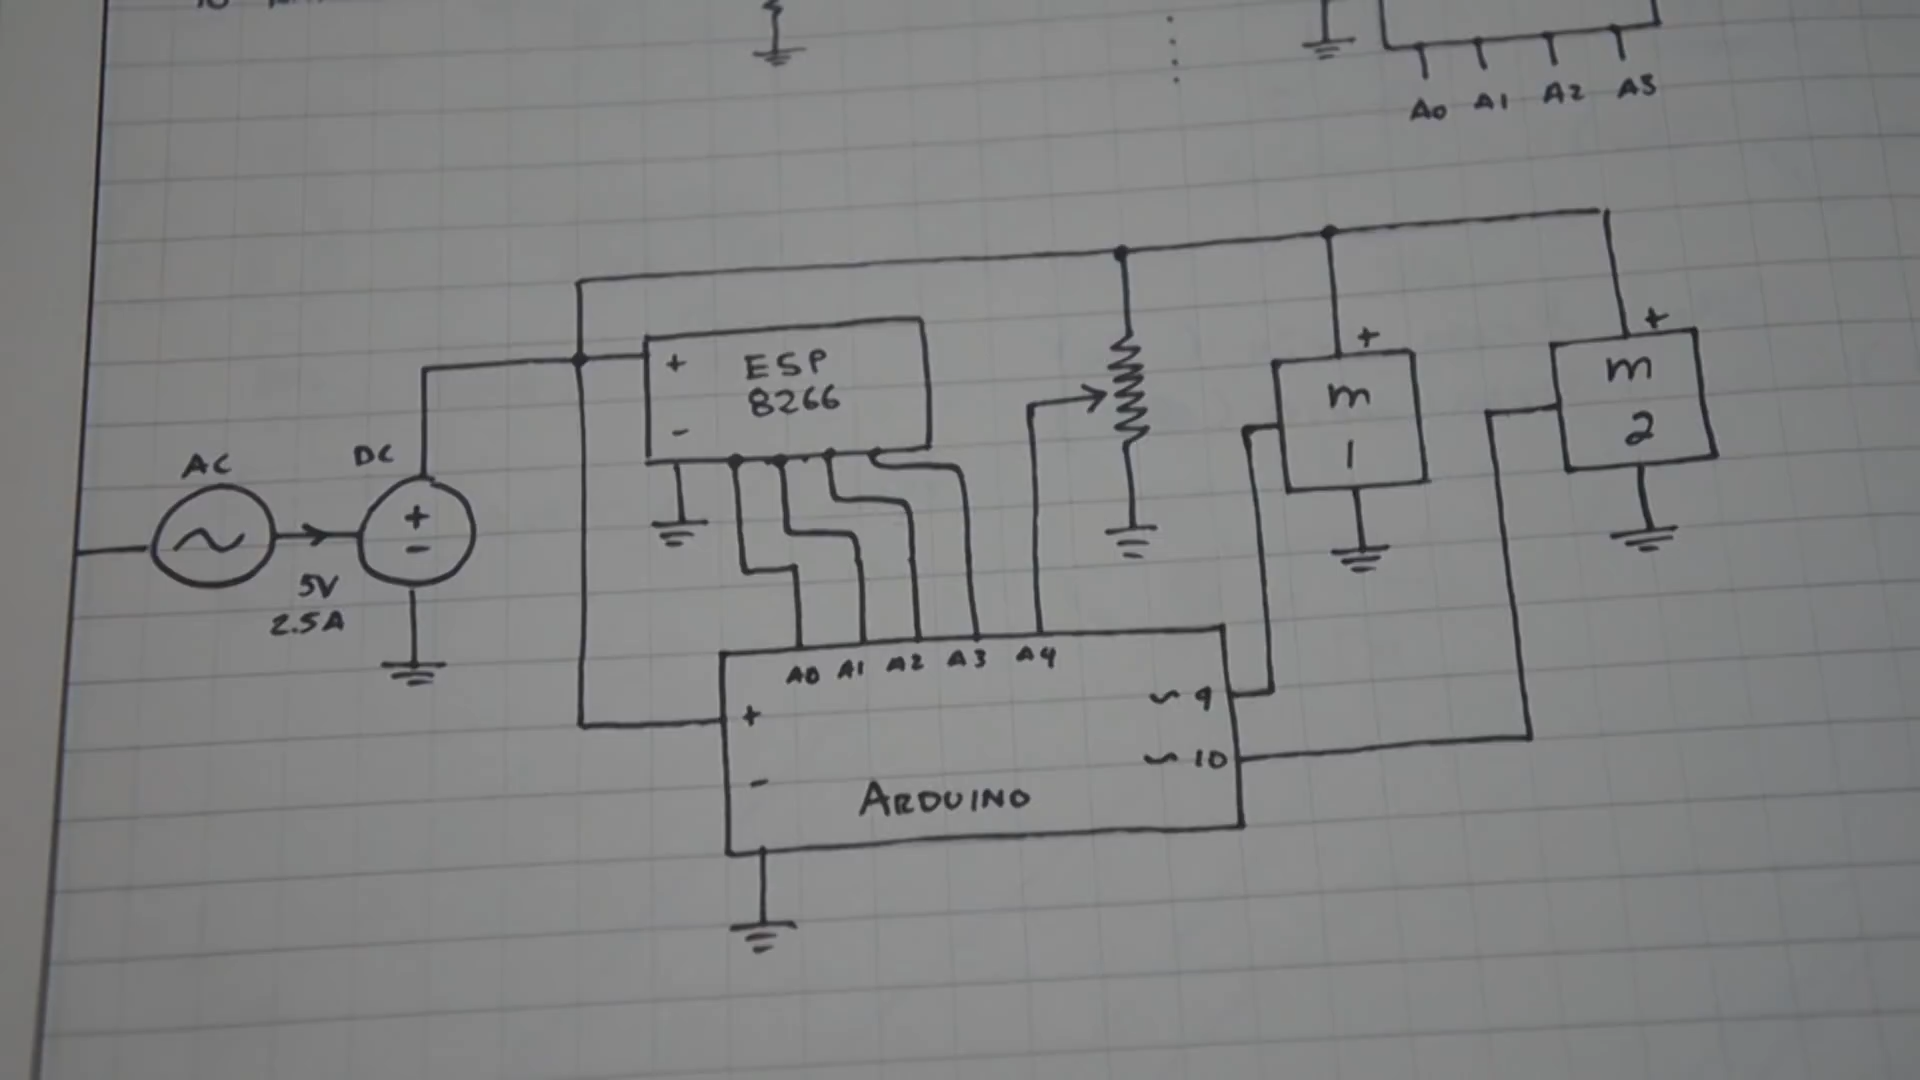 A0 A1 A2 A3
+ ESP
8266
-
+
m
1
+
m
2
AC
DC
+
-
5V
2.5A
A0 A1 A2 A3 A4
+
~ 9
-
~ 10
ARDUINO